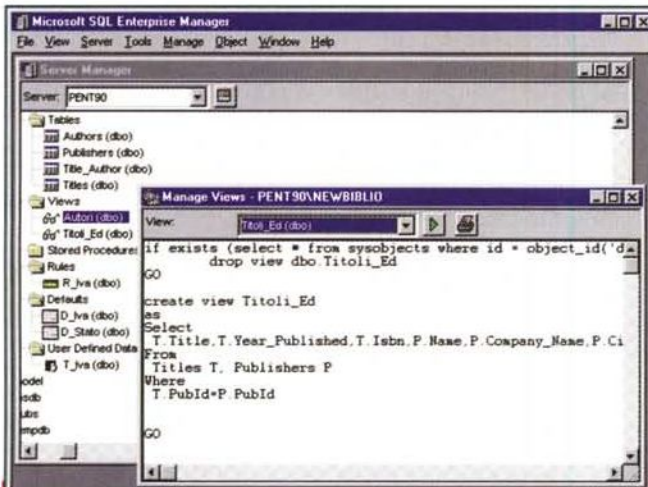 Microsoft SQL Enterprise Manager
File View Server Tools Manage Object Window Help
Server Manager
Server: PENT90
Tables
Authors (dbo)
Publishers (dbo)
Title_Author (dbo)
Titles (dbo)
Views
Autori (dbo)
Titoli_Ed (dbo)
Stored Procedures
Rules
R_Iva (dbo)
Defaults
D_Iva (dbo)
D_Stato (dbo)
User Defined Data
T_Iva (dbo)
odel
sdb
ubs
empdb
Manage Views - PENT90\NEWBIBLIO
View: Titoli_Ed (dbo)
if exists (select * from sysobjects where id = object_id('d
drop view dbo.Titoli_Ed
GO
create view Titoli_Ed
as
Select
T.Title,T.Year_Published,T.Isbn,P.Name,P.Company_Name,P.Ci
From
Titles T, Publishers P
Where
T.PubId=P.PubId
GO